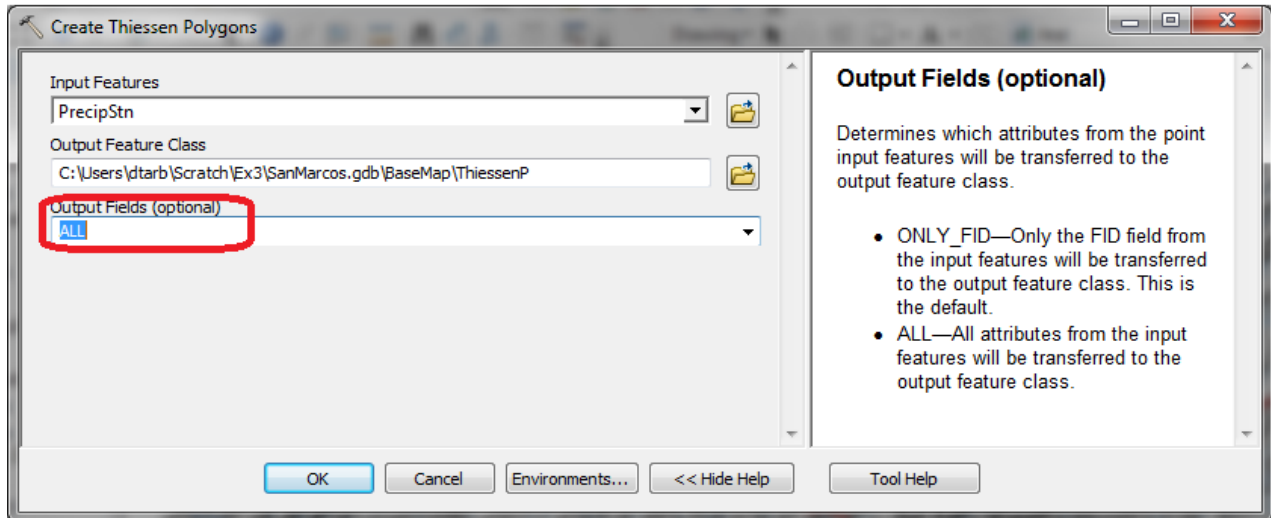 Create Thiessen Polygons
Input Features
PrecipStn
Output Feature Class
C:\Users\dtarb\Scratch\Ex3\SanMarcos.gdb\BaseMap\ThiessenP
Output Fields (optional)
ALL
Output Fields (optional)
Determines which attributes from the point
input features will be transferred to the
output feature class.
• ONLY_FID—Only the FID field from
the input features will be transferred
to the output feature class. This is
the default.
• ALL—All attributes from the input
features will be transferred to the
output feature class.
OK Cancel Environments... << Hide Help Tool Help